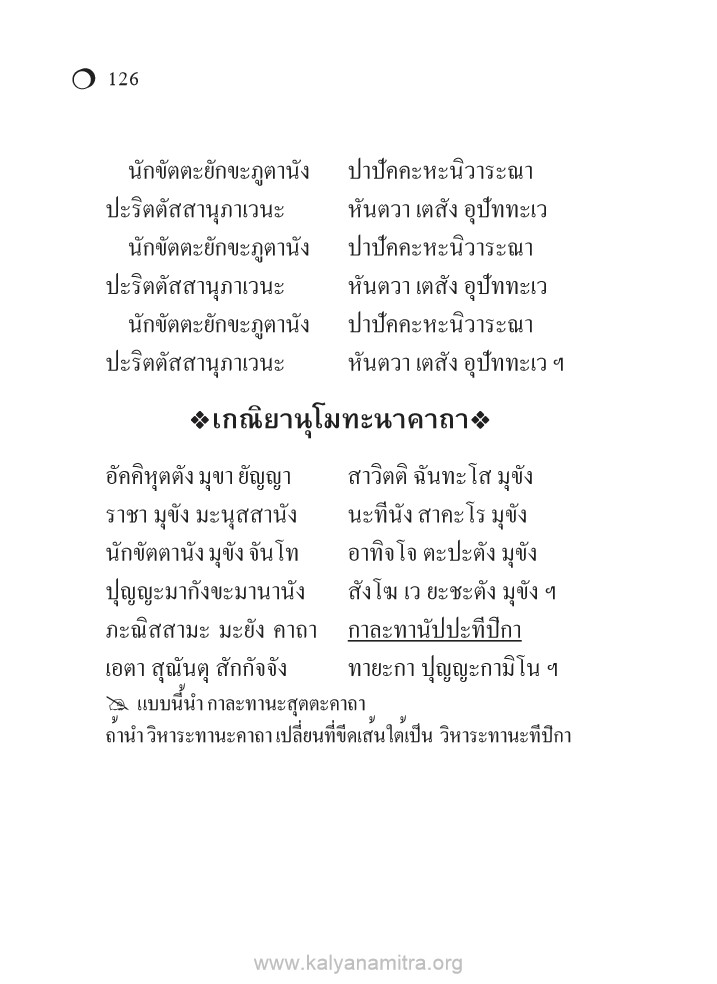 126
นักขัตตะยักขะภูตานัง ปาปัคคะหะนิวาระณา
ปะริตตัสสานุภาเวนะ หันตวา เตสัง อุปัททะเว
นักขัตตะยักขะภูตานัง ปาปัคคะหะนิวาระณา
ปะริตตัสสานุภาเวนะ หันตวา เตสัง อุปัททะเว
นักขัตตะยักขะภูตานัง ปาปัคคะหะนิวาระณา
ปะริตตัสสานุภาเวนะ หันตวา เตสัง อุปัททะเว ฯ
❖เกณิยานุโมทะนาคาถา❖
อัคคิหุตตัง มุขา ยัญญา สาวิตติ ฉันทะโส มุขัง
ราชา มุขัง มะนุสสานัง นะทีนัง สาคะโร มุขัง
นักขัตตานัง มุขัง จันโท อาทิจโจ ตะปะตัง มุขัง
ปุญญะมากังขะมานานัง สังโฆ เว ยะชะตัง มุขัง ฯ
ภะณิสสามะ มะยัง คาถา กาละทานัปปะทีปิกา
เอตา สุณันตุ สักกัจจัง ทายะกา ปุญญะกามิโน ฯ
แบบนี้นำ กาละทานะสุตตะคาถา
ถ้านำ วิหาระทานะคาถา เปลี่ยนที่ขีดเส้นใต้เป็น วิหาระทานะทีปิกา
www.kalyanamitra.org